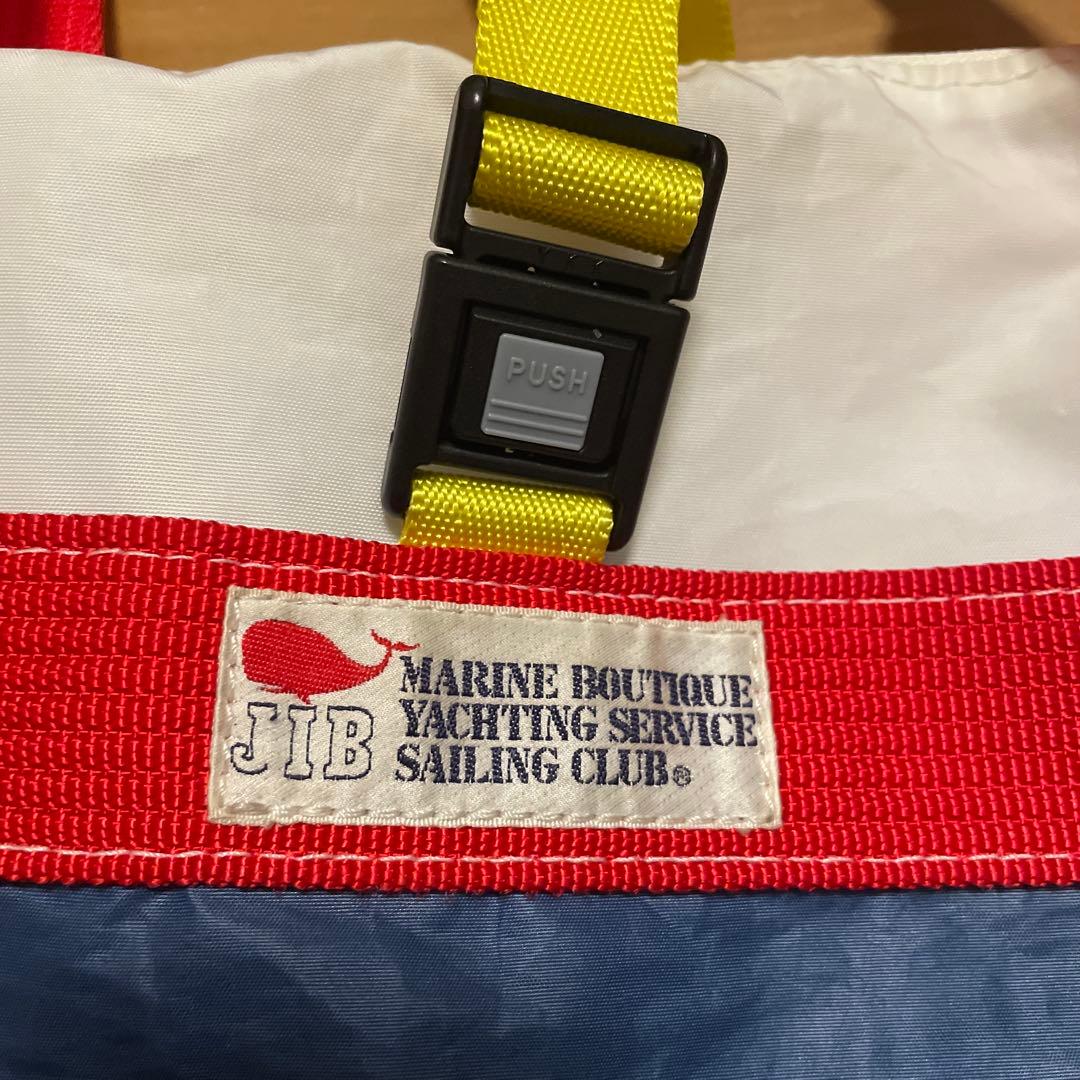 PUSH
MARINE BOUTIQUE
YACHTING SERVICE
JIB SAILING CLUB®